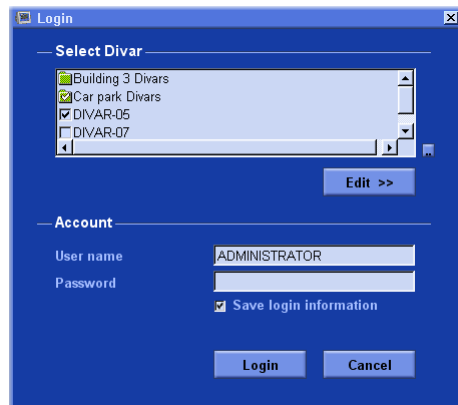 Login
Select Divar
Building 3 Divars
Car park Divars
DIVAR-05
DIVAR-07
..
Edit >>
Account
User name ADMINISTRATOR
Password
Save login information
Login Cancel